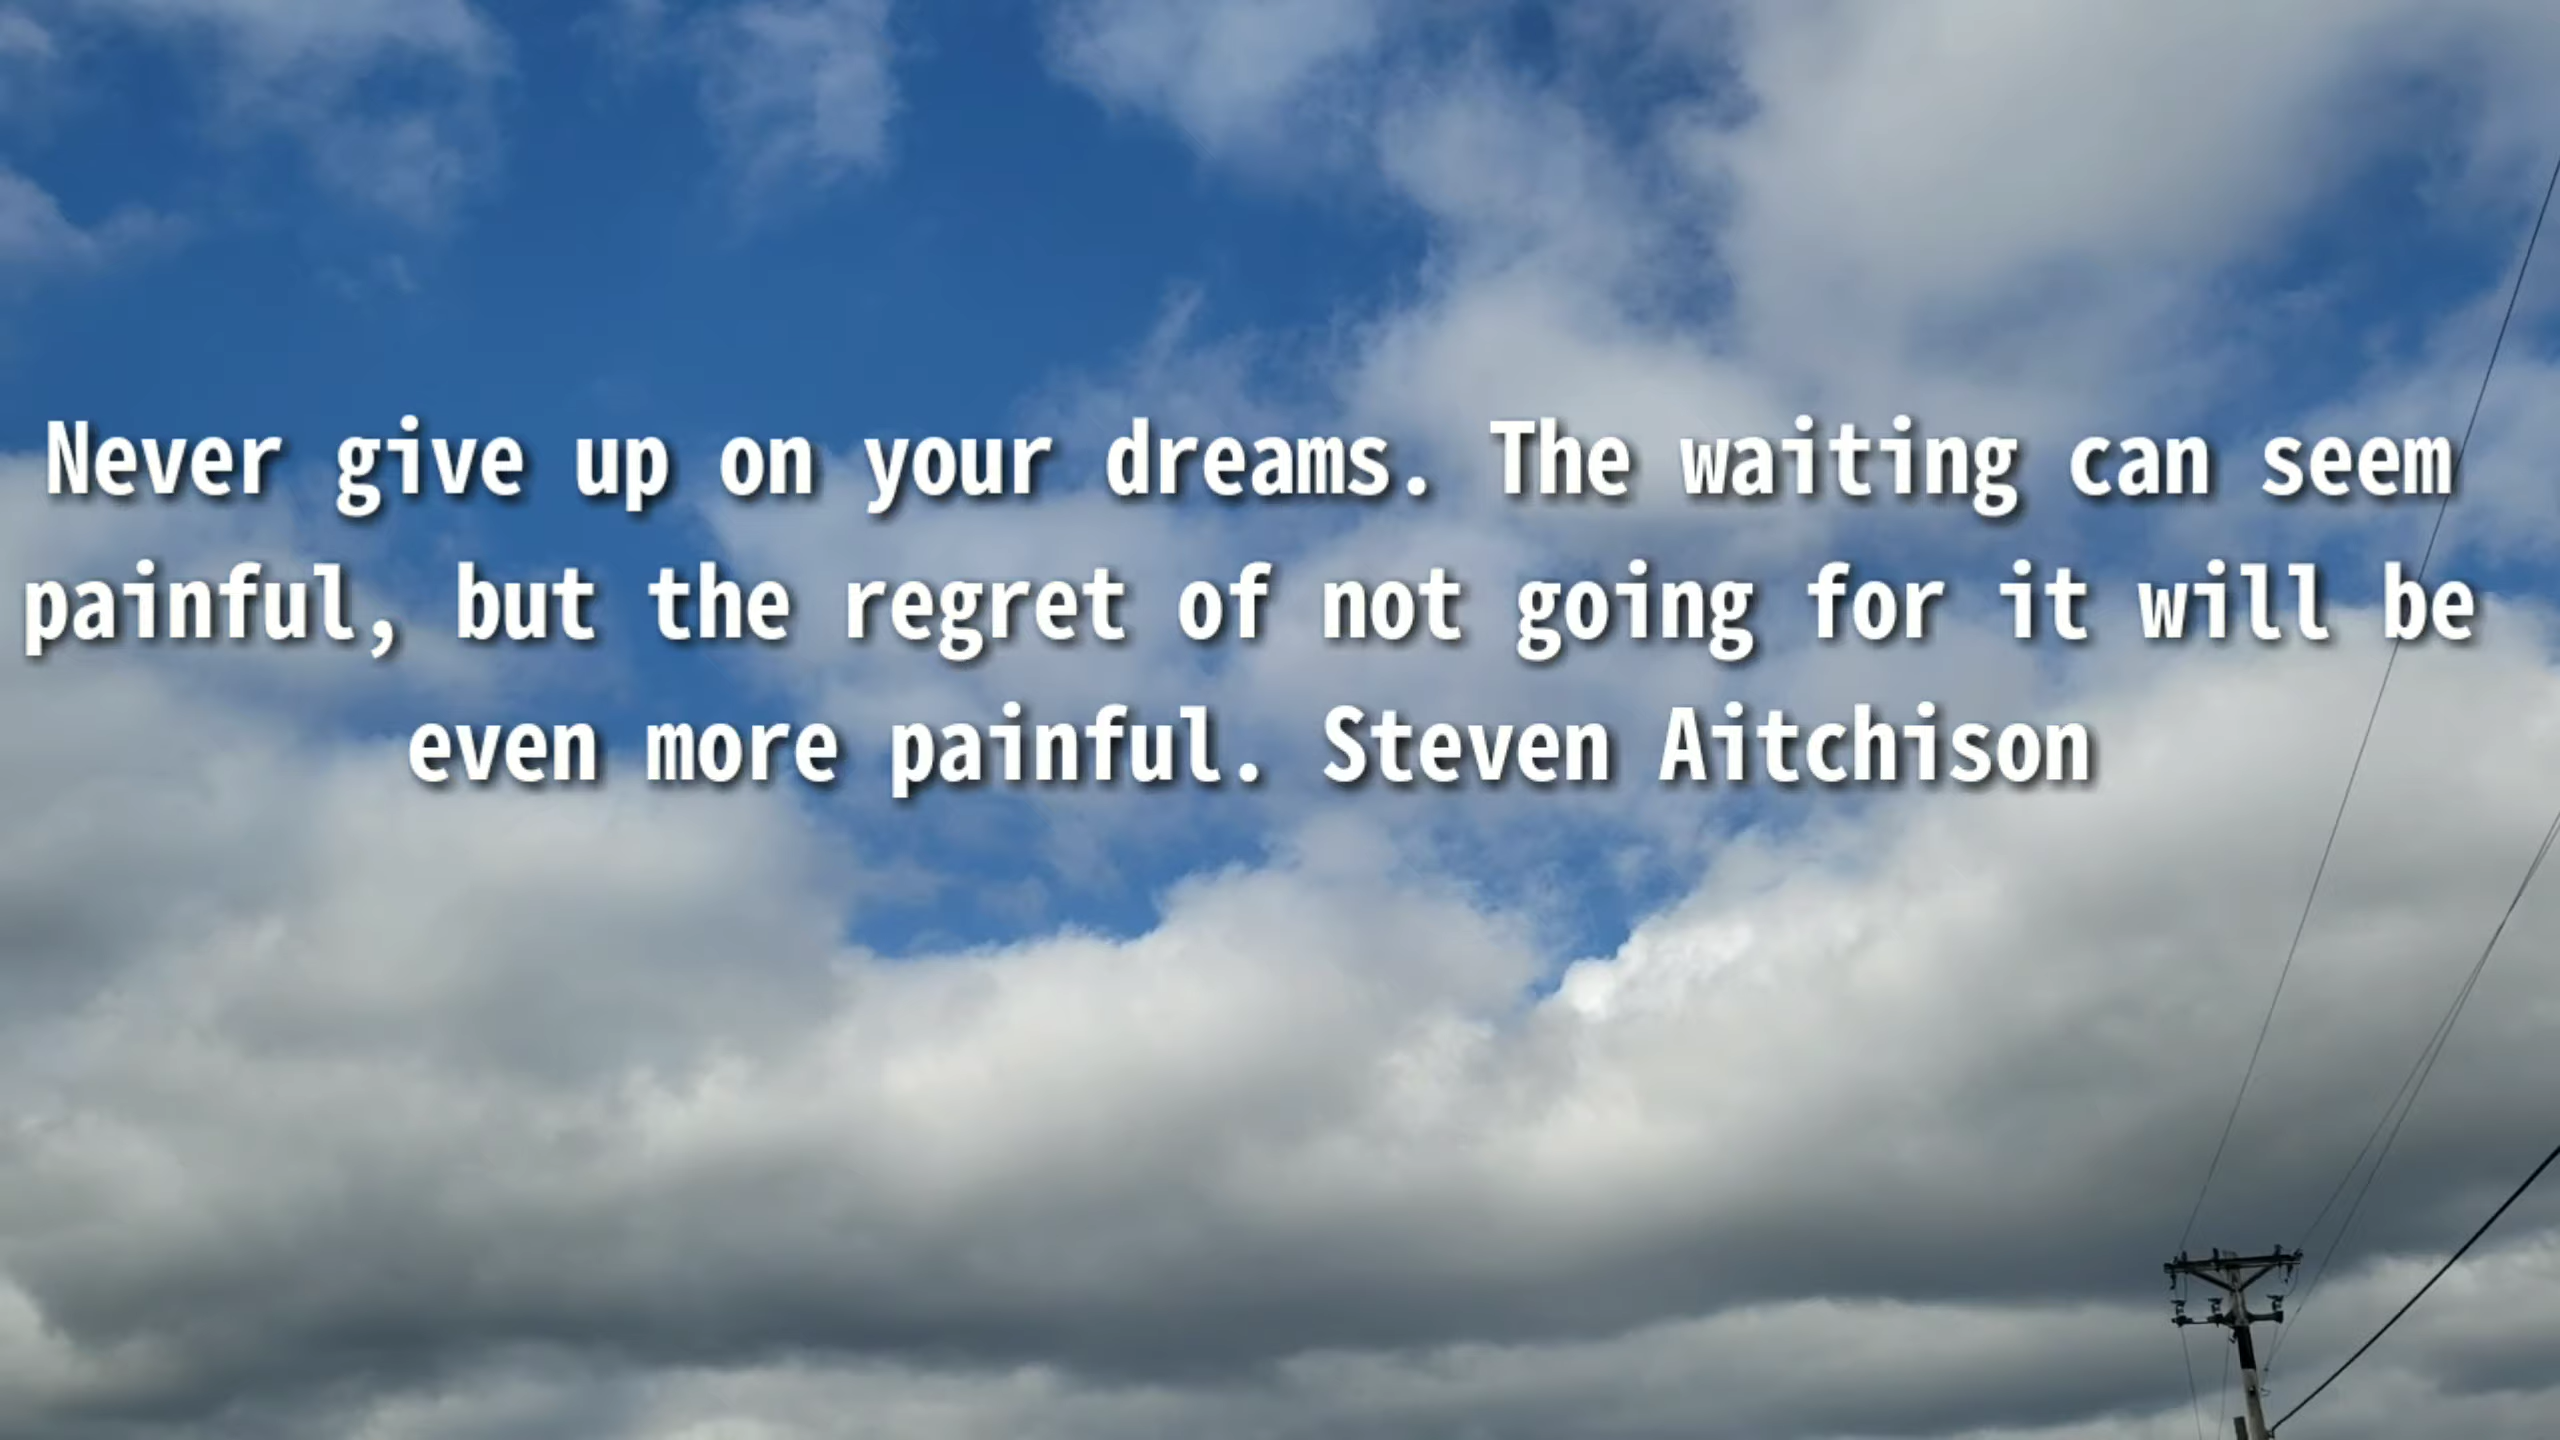 Never give up on your dreams. The waiting can seem
painful, but the regret of not going for it will be
even more painful. Steven Aitchison